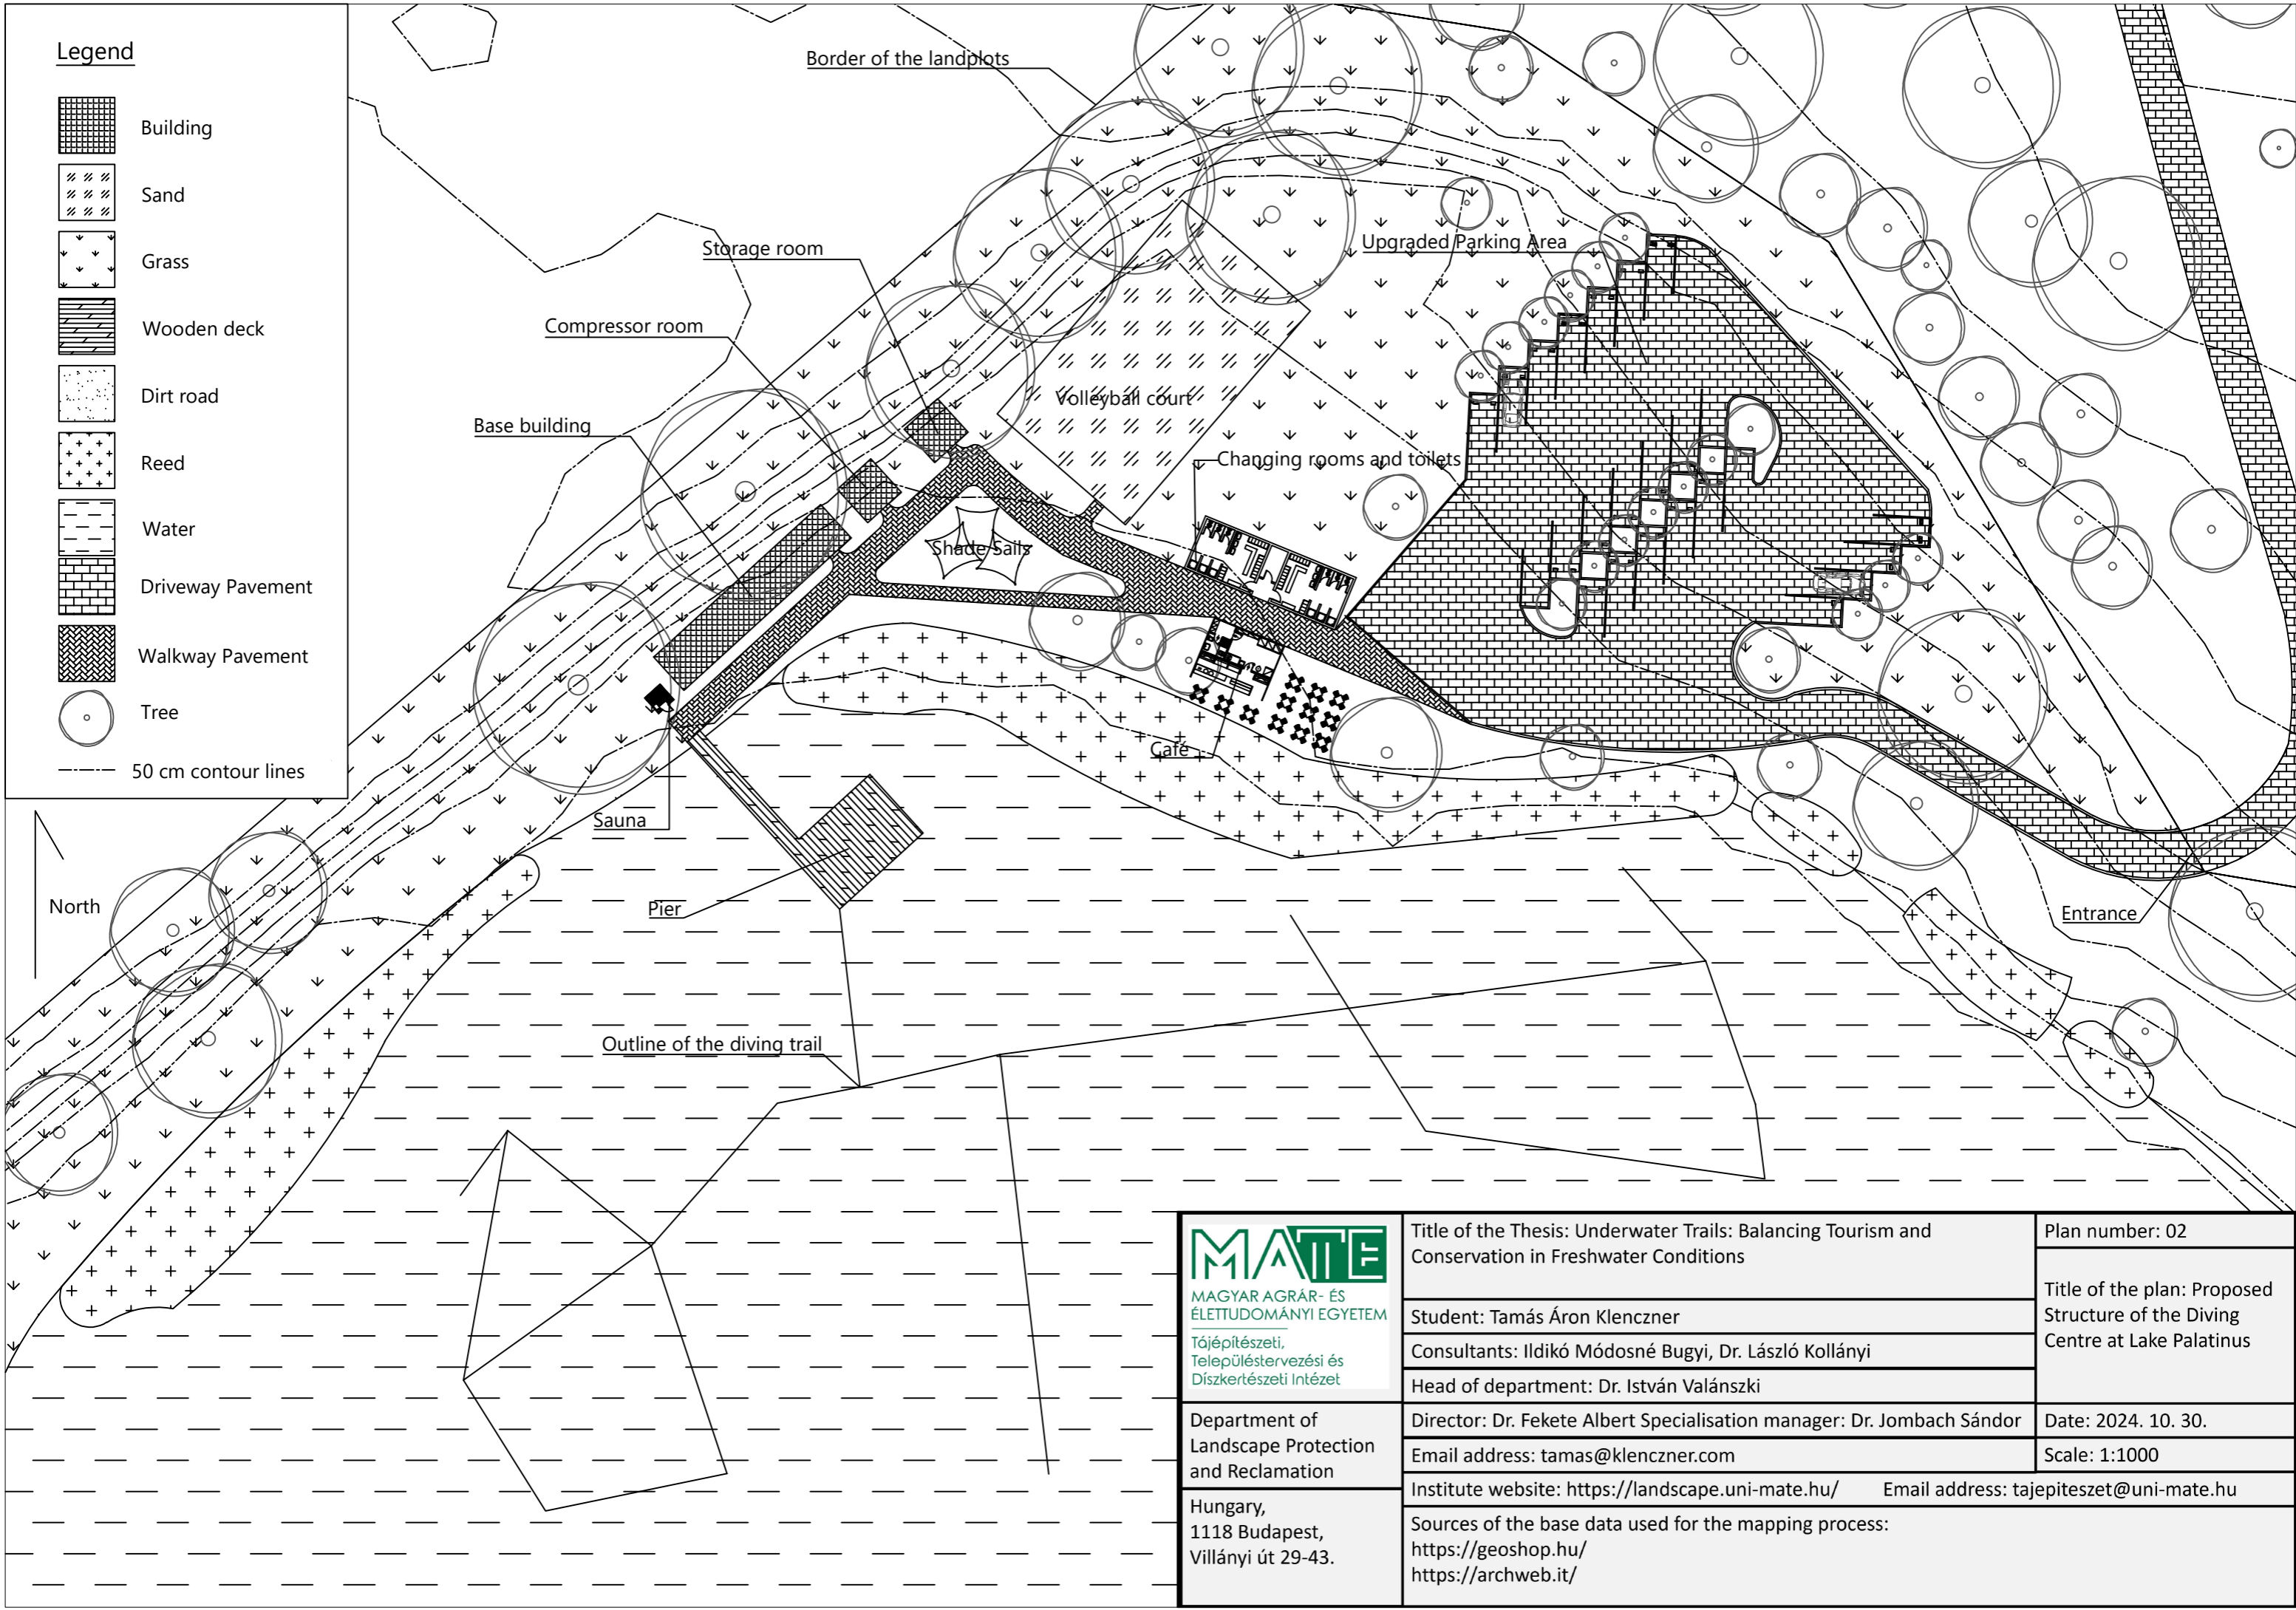 Legend
Building
Sand
Grass
Wooden deck
Dirt road
Reed
Water
Driveway Pavement
Walkway Pavement
Tree
50 cm contour lines
North
Border of the landplots
Storage room
Upgraded Parking Area
Compressor room
Volleyball court
Base building
Changing rooms and toilets
Shade Sails
Café
Sauna
Pier
Entrance
Outline of the diving trail
MATE
MAGYAR AGRÁR- ÉS
ÉLETTUDOMÁNYI EGYETEM
Tájépítészeti,
Településtervezési és
Díszkertészeti Intézet
Department of
Landscape Protection
and Reclamation
Hungary,
1118 Budapest,
Villányi út 29-43.
Title of the Thesis: Underwater Trails: Balancing Tourism and
Conservation in Freshwater Conditions
Student: Tamás Áron Klenczner
Consultants: Ildikó Módosné Bugyi, Dr. László Kollányi
Head of department: Dr. István Valánszki
Director: Dr. Fekete Albert Specialisation manager: Dr. Jombach Sándor
Email address: tamas@klenczner.com
Institute website: https://landscape.uni-mate.hu/ Email address: tajepiteszet@uni-mate.hu
Sources of the base data used for the mapping process:
https://geoshop.hu/
https://archweb.it/
Plan number: 02
Title of the plan: Proposed
Structure of the Diving
Centre at Lake Palatinus
Date: 2024. 10. 30.
Scale: 1:1000